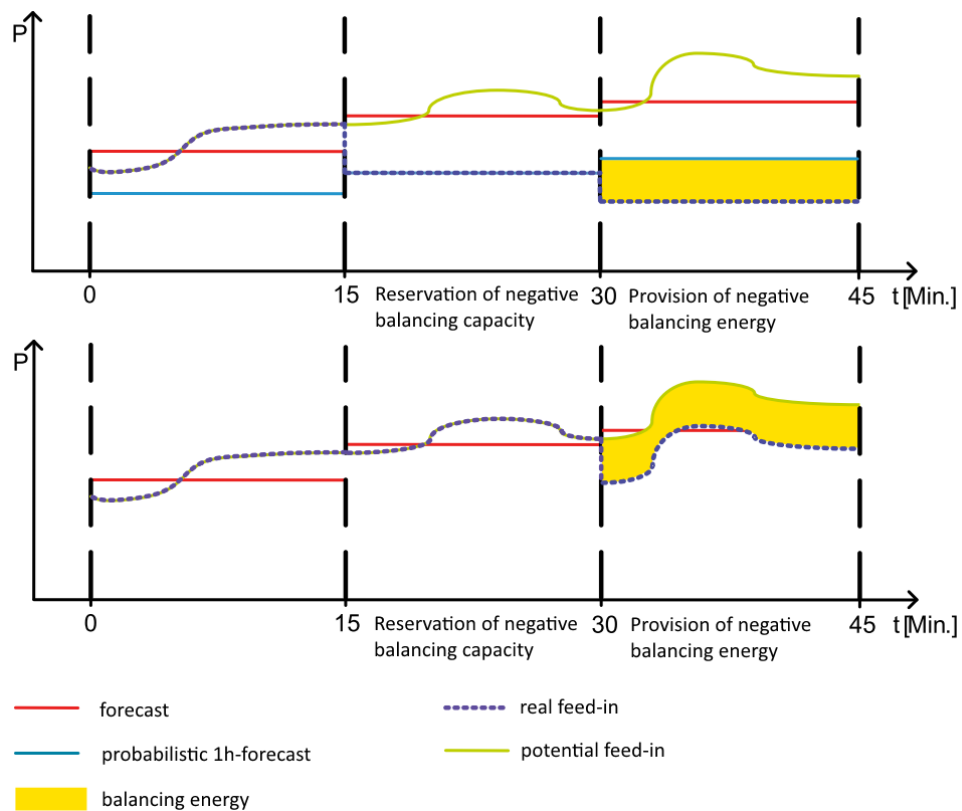 P
0
15
Reservation of negative
balancing capacity
30
Provision of negative
balancing energy
45
t [Min.]
P
0
15
Reservation of negative
balancing capacity
30
Provision of negative
balancing energy
45
t [Min.]
forecast
real feed-in
probabilistic 1h-forecast
potential feed-in
balancing energy